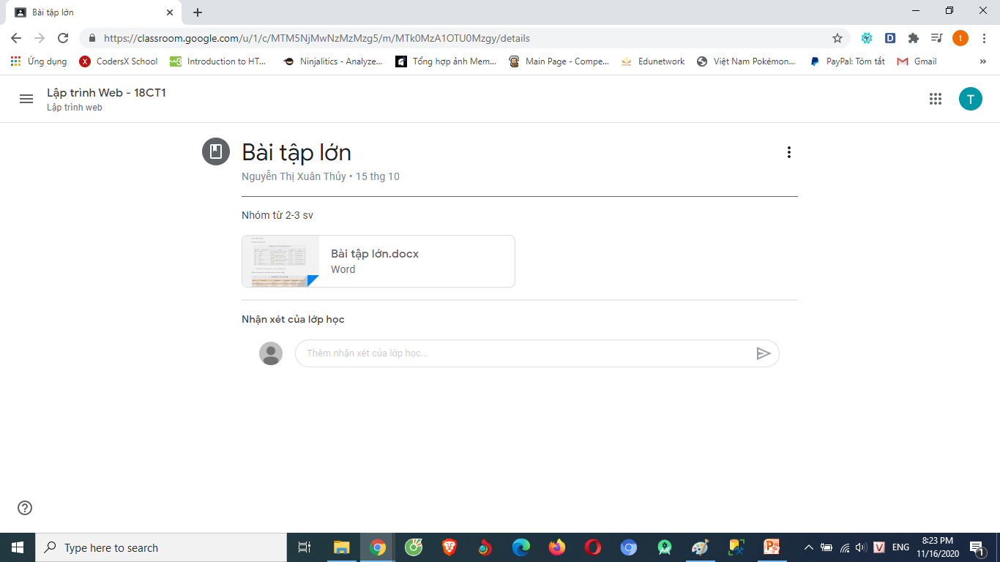 Bài tập lớn
https://classroom.google.com/u/1/c/MTM5NjMwNzMzMzg5/m/MTk0MzA1OTU0Mzgy/details
t
Ứng dụng
CodersX School
Introduction to HT...
Ninjalitics - Analyze...
Tổng hợp ảnh Mem...
Main Page - Compe...
Edunetwork
Việt Nam Pokémon...
PayPal: Tóm tắt
Gmail
»
Lập trình Web - 18CT1
Lập trình web
T
Bài tập lớn
Nguyễn Thị Xuân Thủy • 15 thg 10
Nhóm từ 2-3 sv
Bài tập lớn.docx
Word
Nhận xét của lớp học
Thêm nhận xét của lớp học...
Type here to search
V
ENG
8:23 PM
11/16/2020
1